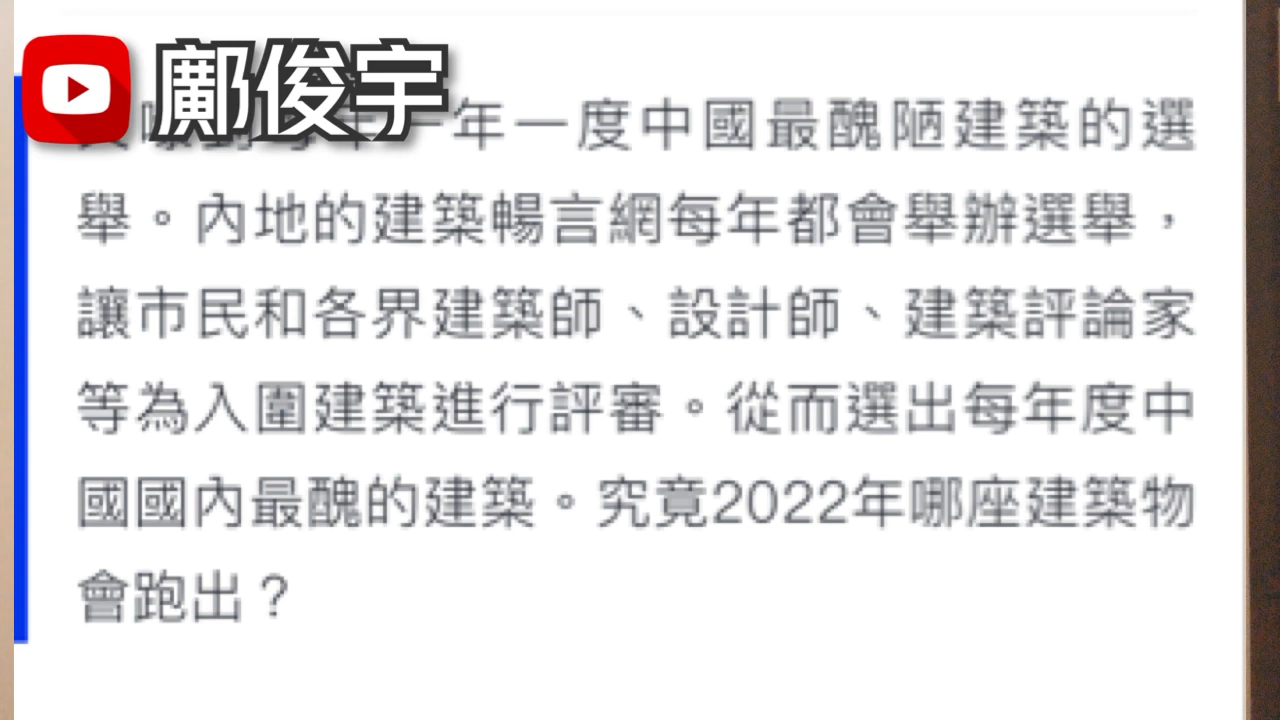 鄺俊宇
年一度中國最醜陋建築的選
舉。內地的建築暢言網每年都會舉辦選舉，
讓市民和各界建築師、設計師、建築評論家
等為入圍建築進行評審。從而選出每年度中
國國內最醜的建築。究竟2022年哪座建築物
會跑出？